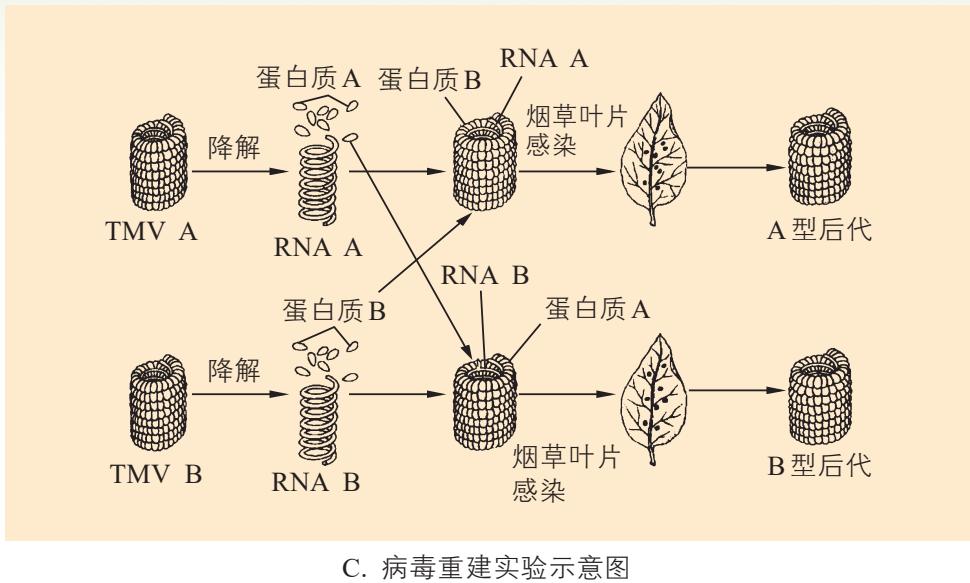 RNA A
蛋白质A 蛋白质B
烟草叶片
感染
降解
TMV A
RNA A
A型后代
RNA B
蛋白质B
蛋白质A
降解
TMV B
RNA B
烟草叶片
感染
B型后代
C. 病毒重建实验示意图